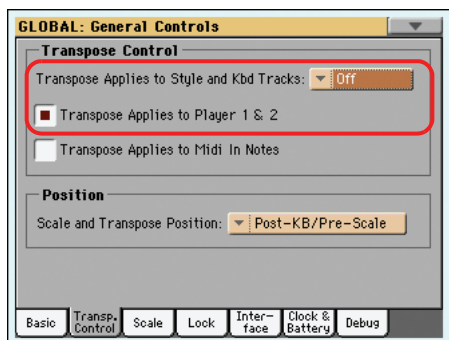 GLOBAL: General Controls
Transpose Control
Transpose Applies to Style and Kbd Tracks: Off
Transpose Applies to Player 1 & 2
Transpose Applies to Midi In Notes
Position
Scale and Transpose Position: Post-KB/Pre-Scale
Basic Transp. Control Scale Lock Inter-face Clock & Battery Debug